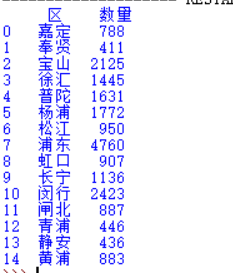 RESTAR
区 数量
0 嘉定 788
1 奉贤 411
2 宝山 2125
3 徐汇 1445
4 普陀 1631
5 杨浦 1772
6 松江 950
7 浦东 4760
8 虹口 907
9 长宁 1136
10 闵行 2423
11 闸北 887
12 青浦 446
13 静安 436
14 黄浦 883
>>>